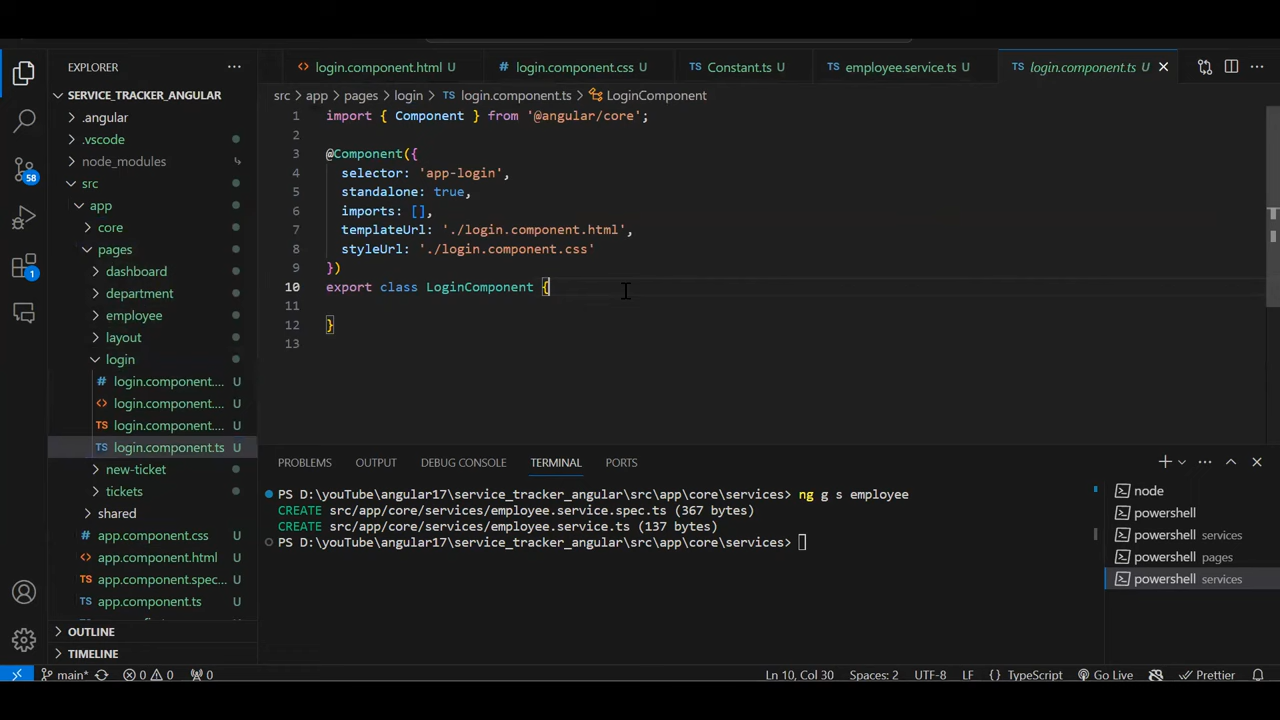 EXPLORER
SERVICE_TRACKER_ANGULAR
.angular
.vscode
node_modules
src
app
core
pages
dashboard
department
employee
layout
login
login.component....
login.component....
login.component....
login.component.ts
new-ticket
tickets
shared
app.component.css
app.component.html
app.component.spec...
app.component.ts
OUTLINE
TIMELINE
58
1
U
U
U
U
U
U
U
U
login.component.html U
login.component.css U
TS Constant.ts U
TS employee.service.ts U
TS login.component.ts U
src > app > pages > login > TS login.component.ts > LoginComponent
1 import { Component } from '@angular/core';
2
3 @Component({
4 selector: 'app-login',
5 standalone: true,
6 imports: [],
7 templateUrl: './login.component.html',
8 styleUrl: './login.component.css'
9 })
10 export class LoginComponent {
11
12 }
13
PROBLEMS OUTPUT DEBUG CONSOLE TERMINAL PORTS
PS D:\youTube\angular17\service_tracker_angular\src\app\core\services> ng g s employee
CREATE src/app/core/services/employee.service.spec.ts (367 bytes)
CREATE src/app/core/services/employee.service.ts (137 bytes)
PS D:\youTube\angular17\service_tracker_angular\src\app\core\services>
node
powershell
powershell services
powershell pages
powershell services
main* 0 0 0 Ln 10, Col 30 Spaces: 2 UTF-8 LF {} TypeScript Go Live Prettier